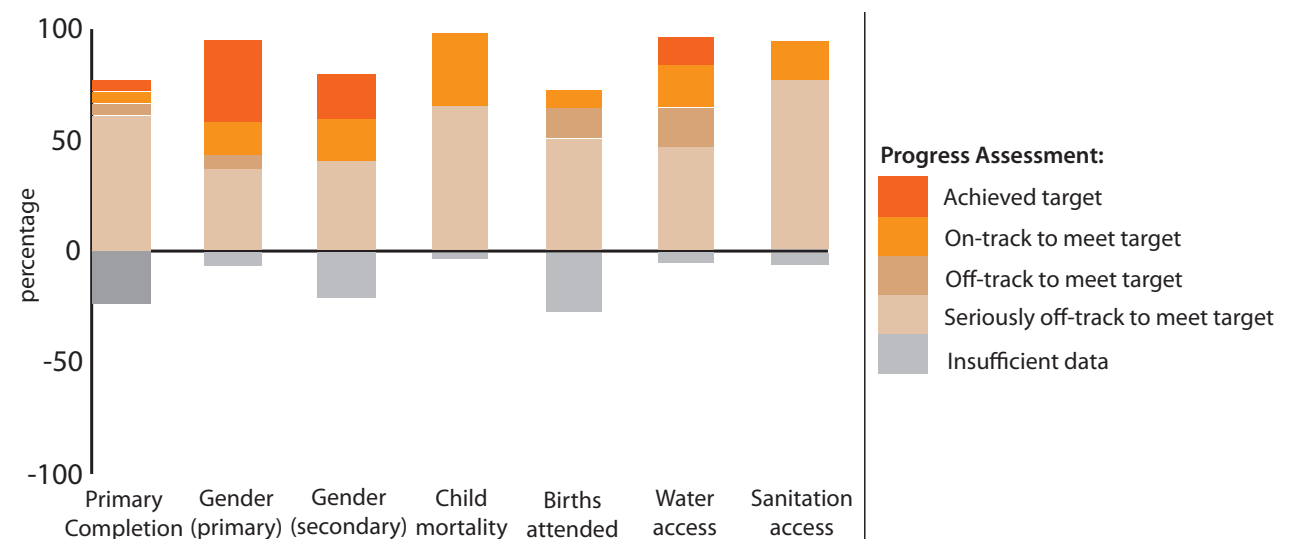 100
50
0
-50
-100
percentage
Primary
Completion
Gender
(primary)
Gender
(secondary)
Child
mortality
Births
attended
Water
access
Sanitation
access
Progress Assessment:
Achieved target
On-track to meet target
Off-track to meet target
Seriously off-track to meet target
Insufficient data